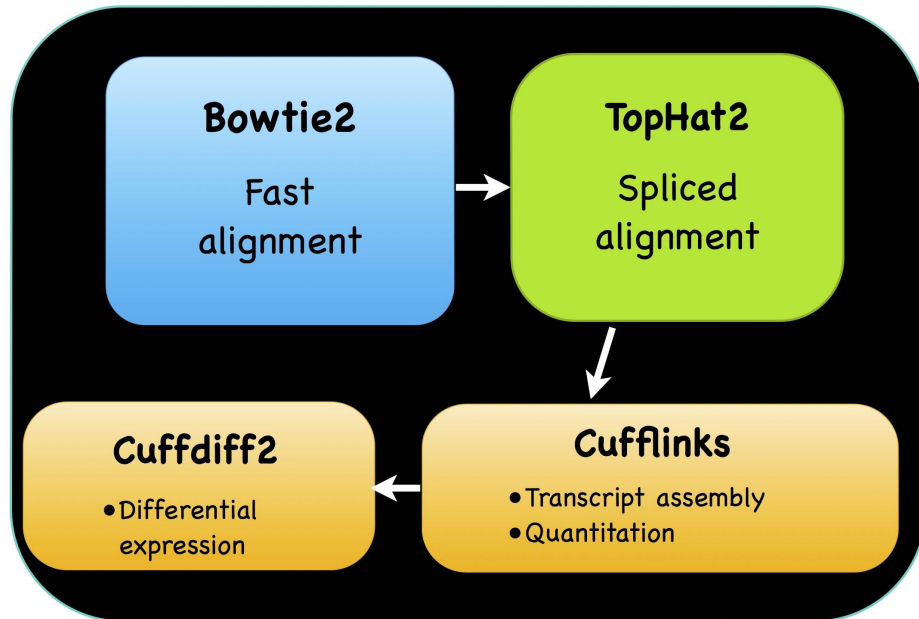 Bowtie2
Fast
alignment
TopHat2
Spliced
alignment
Cufflinks
•Transcript assembly
•Quantitation
Cuffdiff2
•Differential
expression